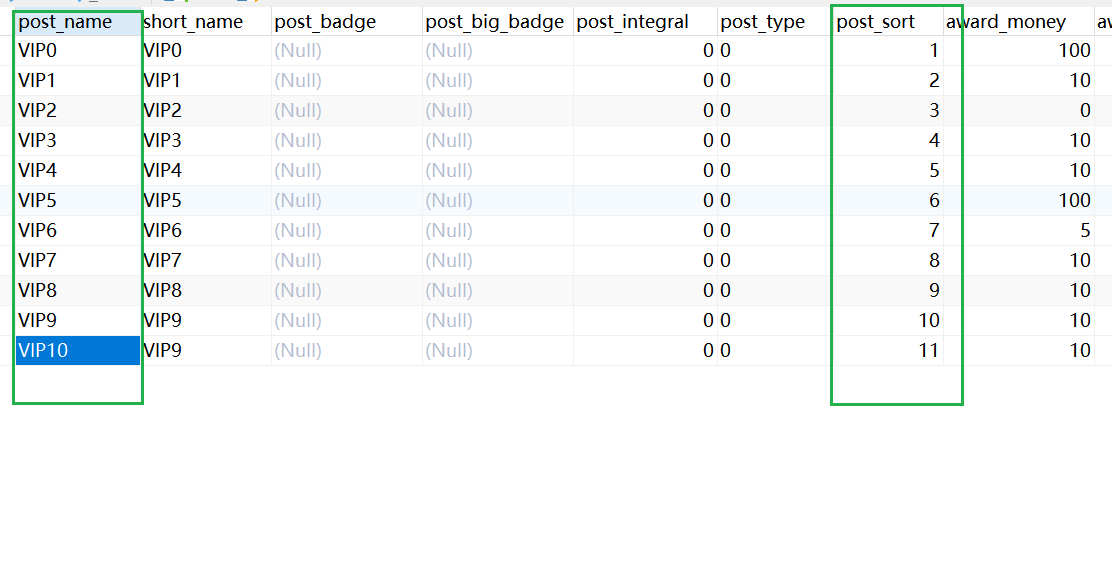 post_name short_name post_badge post_big_badge post_integral post_type post_sort award_money aw
VIP0 VIP0 (Null) (Null) 0 0 1 100
VIP1 VIP1 (Null) (Null) 0 0 2 10
VIP2 VIP2 (Null) (Null) 0 0 3 0
VIP3 VIP3 (Null) (Null) 0 0 4 10
VIP4 VIP4 (Null) (Null) 0 0 5 10
VIP5 VIP5 (Null) (Null) 0 0 6 100
VIP6 VIP6 (Null) (Null) 0 0 7 5
VIP7 VIP7 (Null) (Null) 0 0 8 10
VIP8 VIP8 (Null) (Null) 0 0 9 10
VIP9 VIP9 (Null) (Null) 0 0 10 10
VIP10 VIP9 (Null) (Null) 0 0 11 10